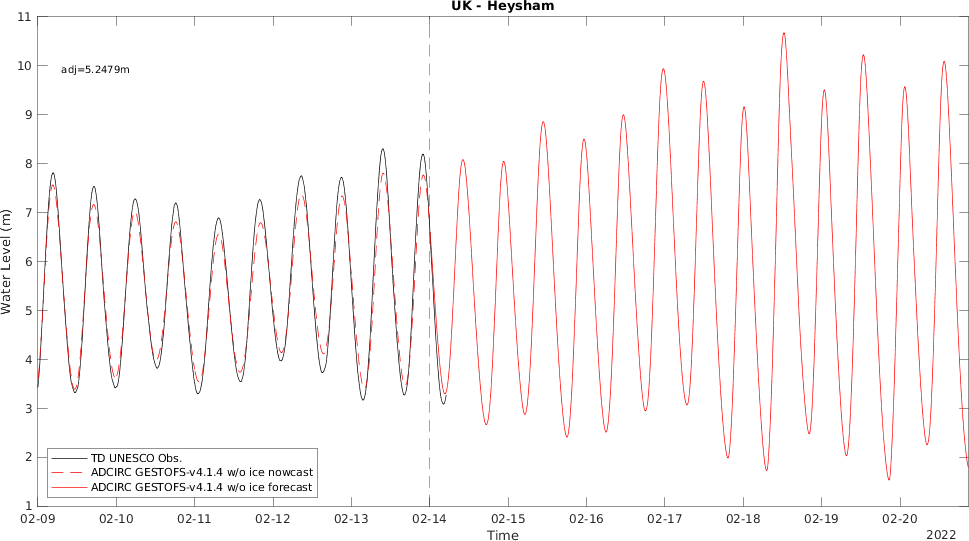 UK - Heysham
11
10
9
8
7
6
5
4
3
2
1
Water Level (m)
adj=5.2479m
TD UNESCO Obs.
ADCIRC GESTOFS-v4.1.4 w/o ice nowcast
ADCIRC GESTOFS-v4.1.4 w/o ice forecast
02-09 02-10 02-11 02-12 02-13 02-14 02-15 02-16 02-17 02-18 02-19 02-20
Time
2022